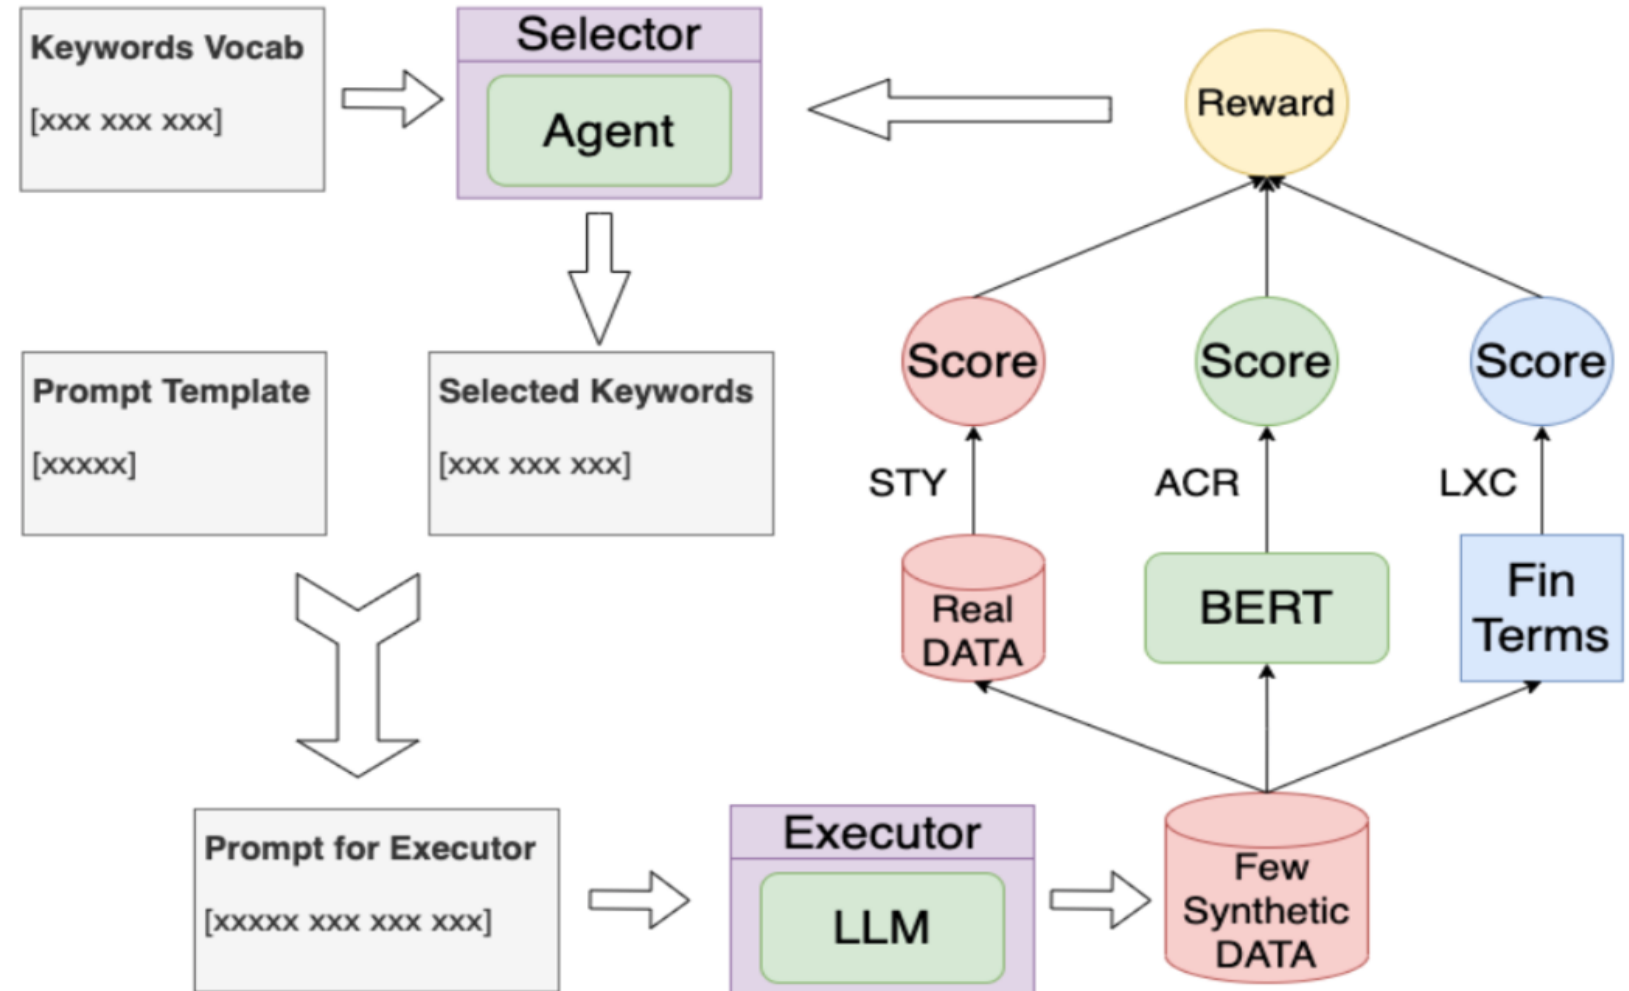 Keywords Vocab
[xxx xxx xxx]
Selector
Agent
Reward
Prompt Template
[xxxxx]
Selected Keywords
[xxx xxx xxx]
Score
Score
Score
STY
ACR
LXC
Real
DATA
BERT
Fin
Terms
Prompt for Executor
[xxxxx xxx xxx xxx]
Executor
LLM
Few
Synthetic
DATA